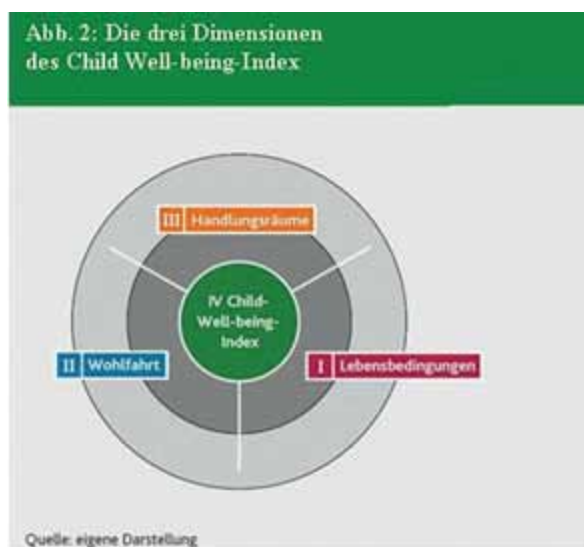 Abb. 2: Die drei Dimensionen
des Child Well-being-Index
III Handlungsräume
IV Child-
Well-being-
Index
II Wohlfahrt
I Lebensbedingungen
Quelle: eigene Darstellung